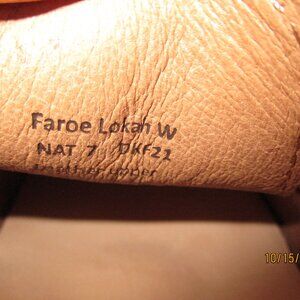 Faroe Lokah W
NAT 7 DKF22
Leather upper
10/15